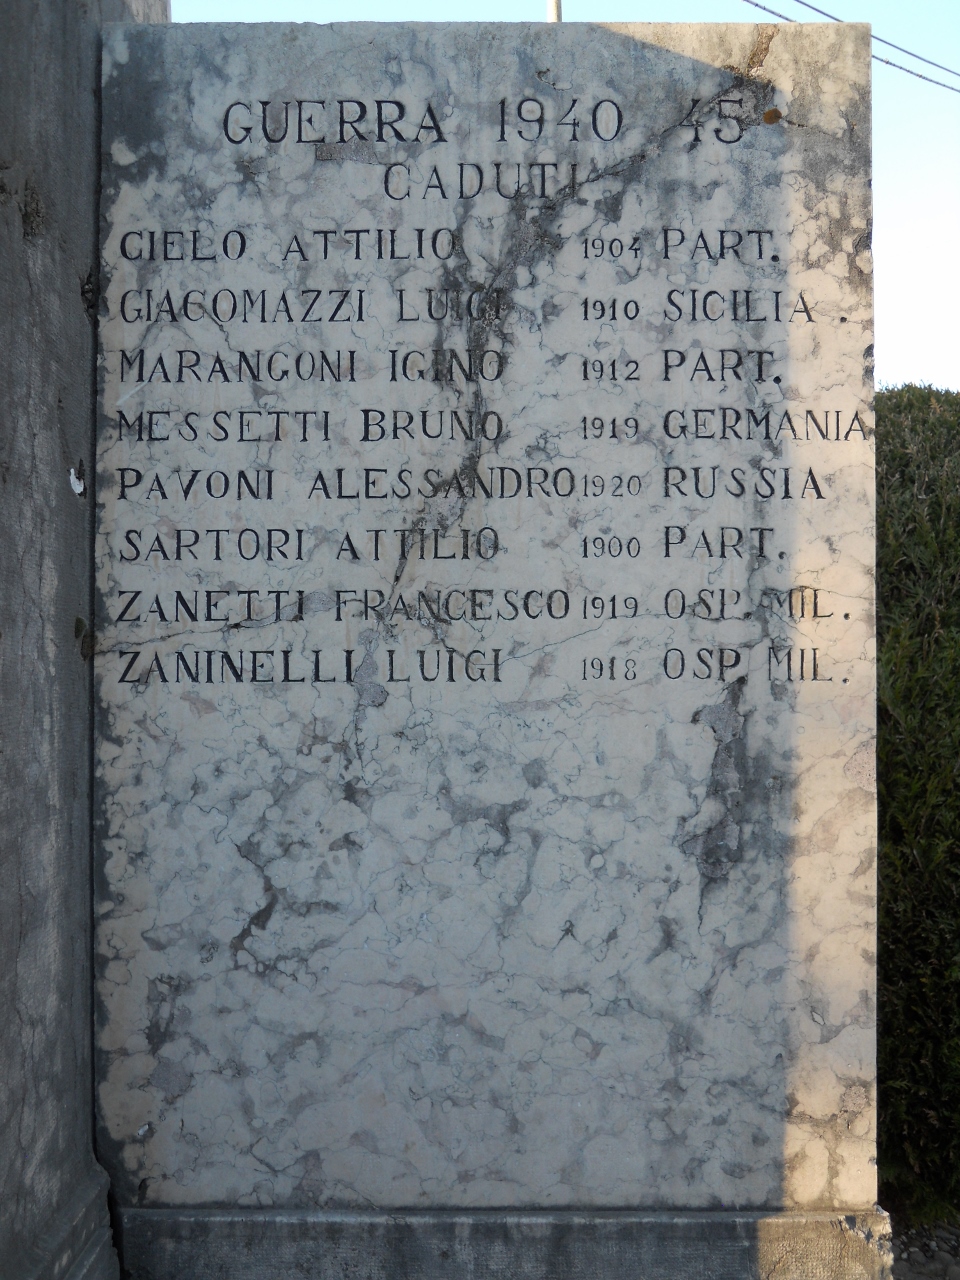 GUERRA 1940 45
CADUTI
CIELO ATTILIO 1904 PART.
GIACOMAZZI LUIGI 1910 SICILIA.
MARANGONI IGINO 1912 PART.
MESSETTI BRUNO 1919 GERMANIA
PAVONI ALESSANDRO 1920 RUSSIA
SARTORI ATTILIO 1900 PART.
ZANETTI FRANCESCO 1919 OSP. MIL.
ZANINELLI LUIGI 1918 OSP. MIL.